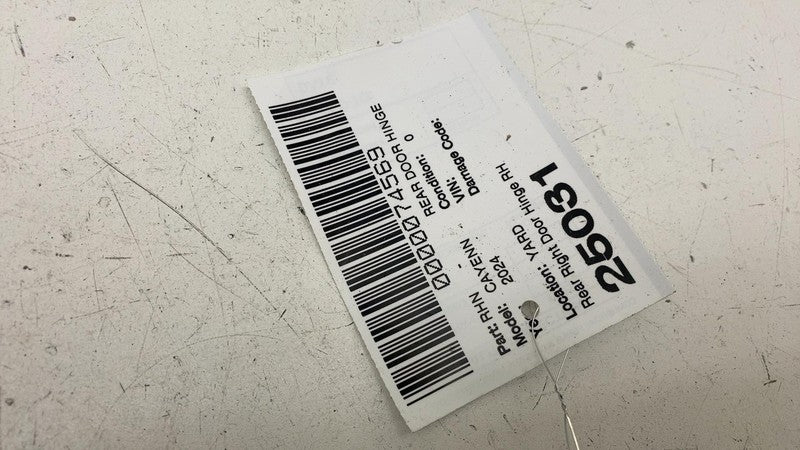 0000074569
Part: RHN REAR DOOR HINGE
Model: CAYENN Condition: 0
2024 VIN:
Damage Code:
Location: YARD
Rear Right Door Hinge RH
25031